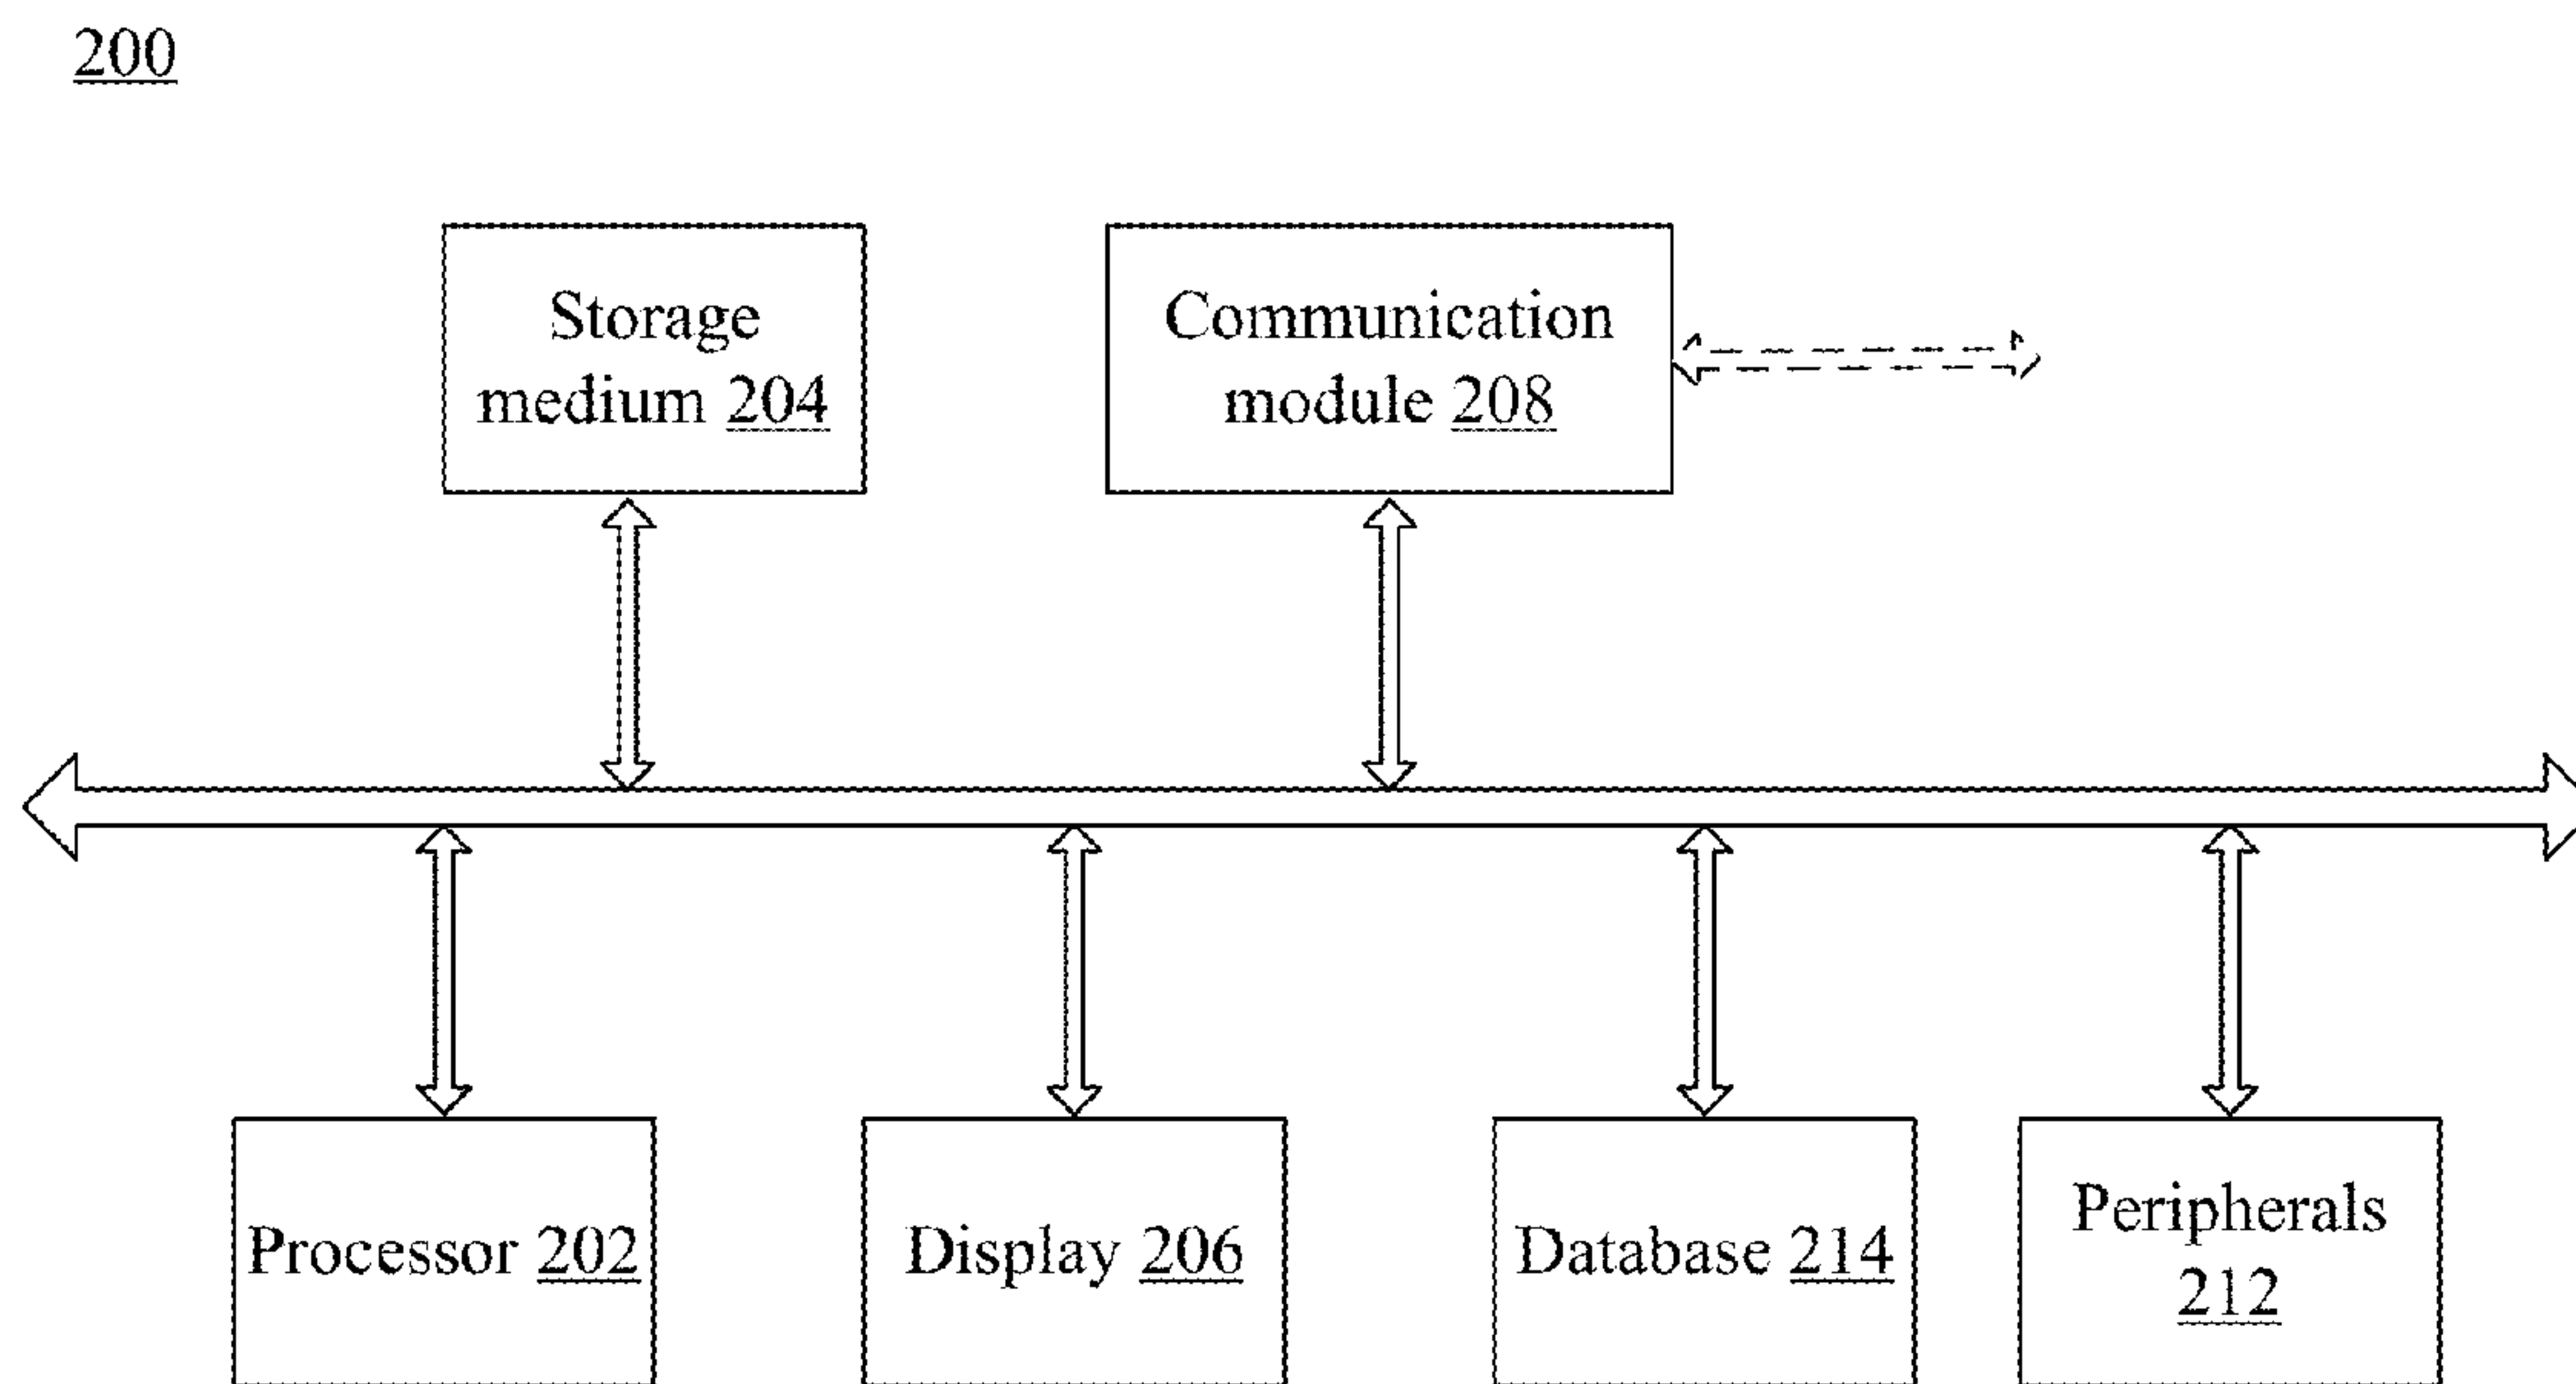 200
Storage
medium 204
Communication
module 208
Processor 202
Display 206
Database 214
Peripherals
212